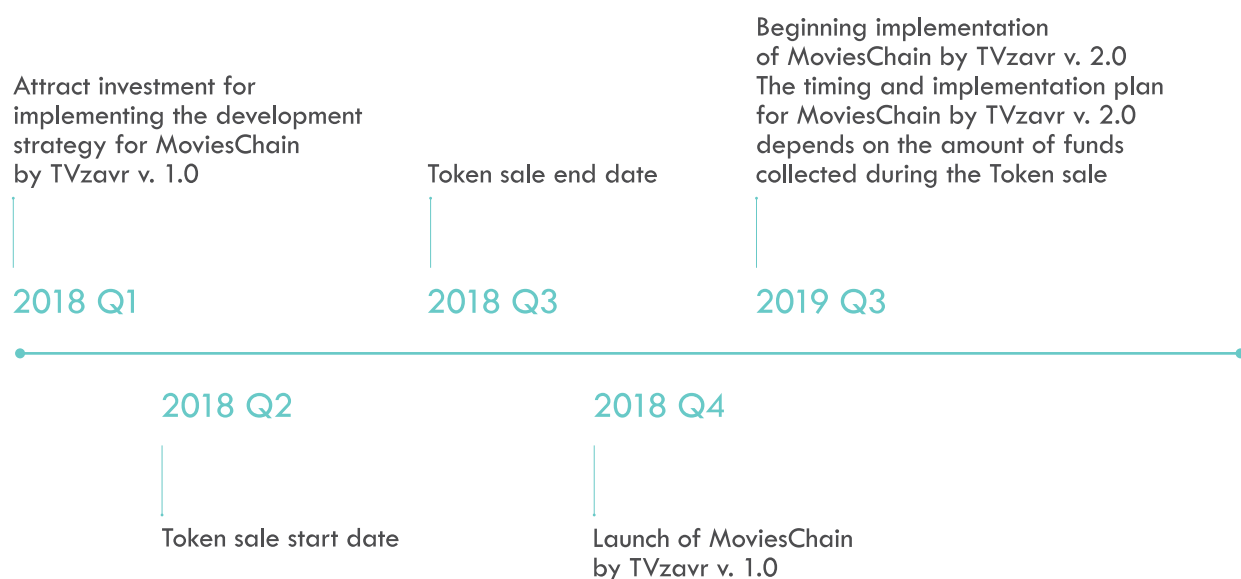 Attract investment for
implementing the development
strategy for MoviesChain
by TVzavr v. 1.0
2018 Q1
Token sale end date
2018 Q3
Beginning implementation
of MoviesChain by TVzavr v. 2.0
The timing and implementation plan
for MoviesChain by TVzavr v. 2.0
depends on the amount of funds
collected during the Token sale
2019 Q3
2018 Q2
Token sale start date
2018 Q4
Launch of MoviesChain
by TVzavr v. 1.0